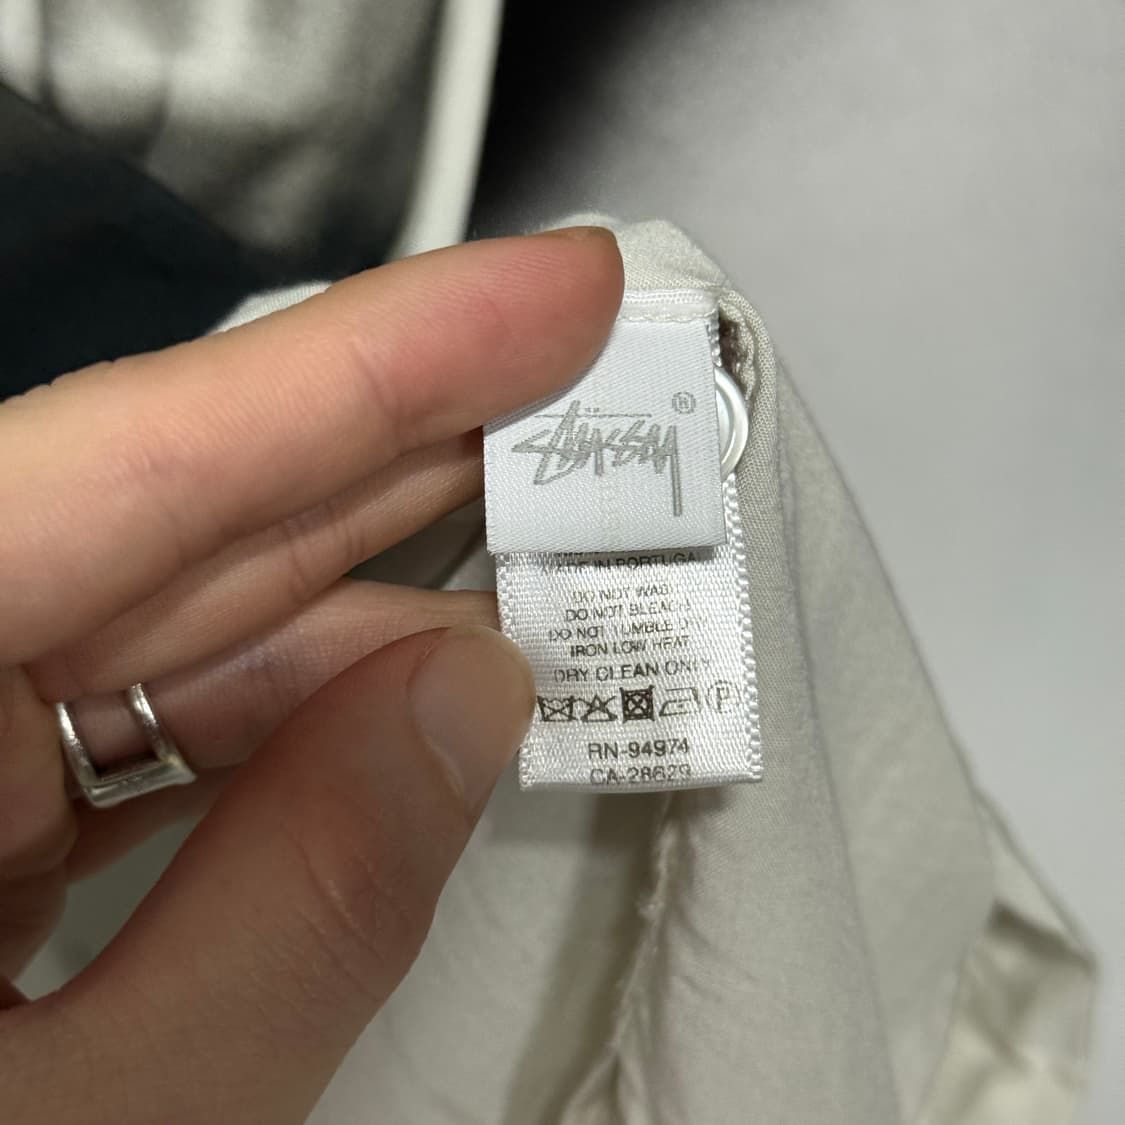 Stüssy ®
MADE IN PORTUGAL
DO NOT WASH
DO NOT BLEACH
DO NOT TUMBLE DRY
IRON LOW HEAT
DRY CLEAN ONLY
P
RN-94974
CA-28629